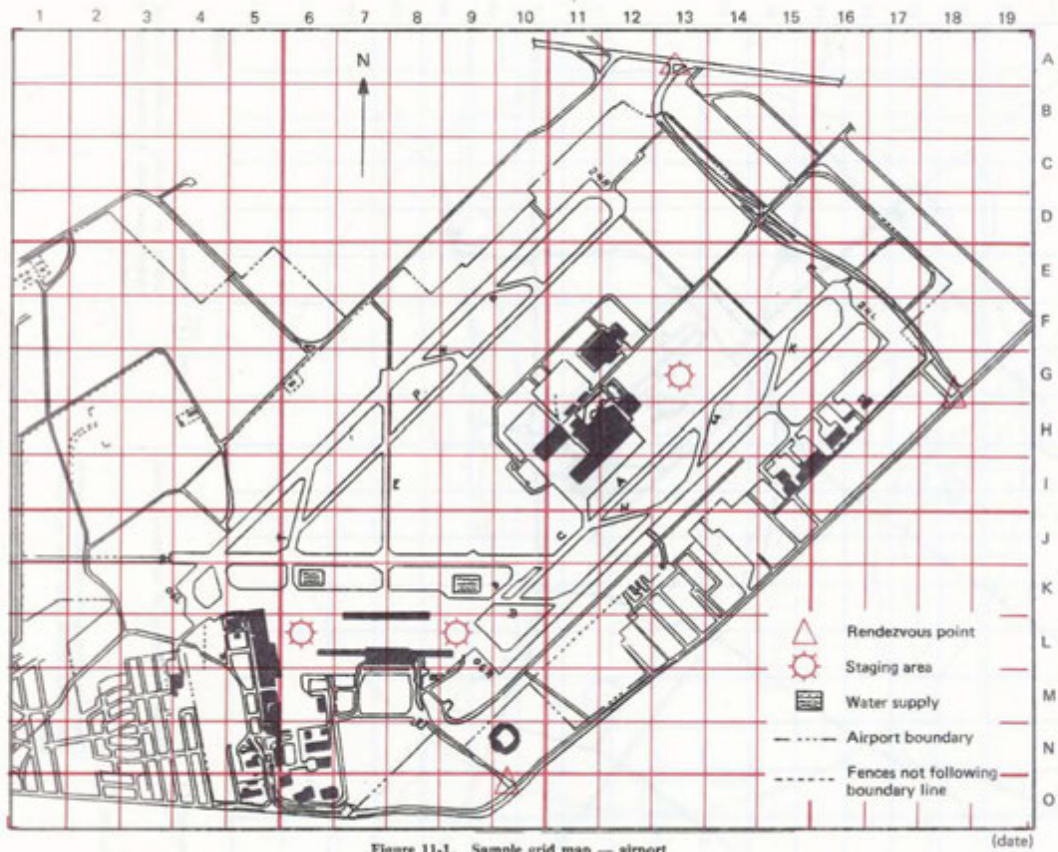 1 2 3 4 5 6 7 8 9 10 11 12 13 14 15 16 17 18 19
A
N
B
C
24R
D
E
F
24L
G
H
I
J
K
L
M
N
O
Rendezvous point
Staging area
Water supply
Airport boundary
Fences not following
boundary line
(date)
Figure 11-1. Sample grid map — airport